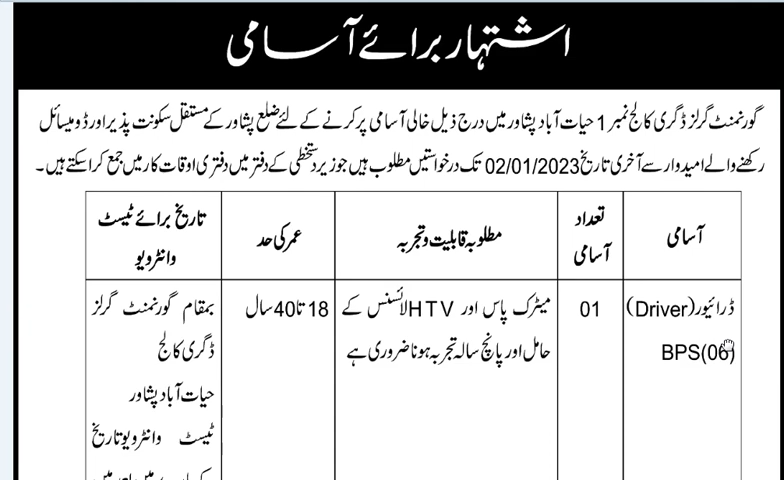 اشتہار برائے آسامی
گورنمنٹ گرلز ڈگری کالج نمبر 1 حیات آباد پشاور میں درج ذیل خالی آسامی پر کرنے کے لئے ضلع پشاور کے مستقل سکونت پذیر اور ڈومیسائل
رکھنے والے امیدوار سے آخری تاریخ 02/01/2023 تک درخواستیں مطلوب ہیں جو زیر دستخطی کے دفتر میں دفتری اوقات کار میں جمع کرا سکتے ہیں۔
آسامی
تعداد
آسامی
مطلوبہ قابلیت و تجربہ
عمر کی حد
تاریخ برائے ٹیسٹ
وانٹرویو
ڈرائیور (Driver)
BPS(06)
01
میٹرک پاس اور HTV لائسنس کے
حامل اور پانچ سالہ تجربہ ہونا ضروری ہے
18 تا 40 سال
بمقام گورنمنٹ گرلز
ڈگری کالج
حیات آباد پشاور
ٹیسٹ وانٹرویو تاریخ